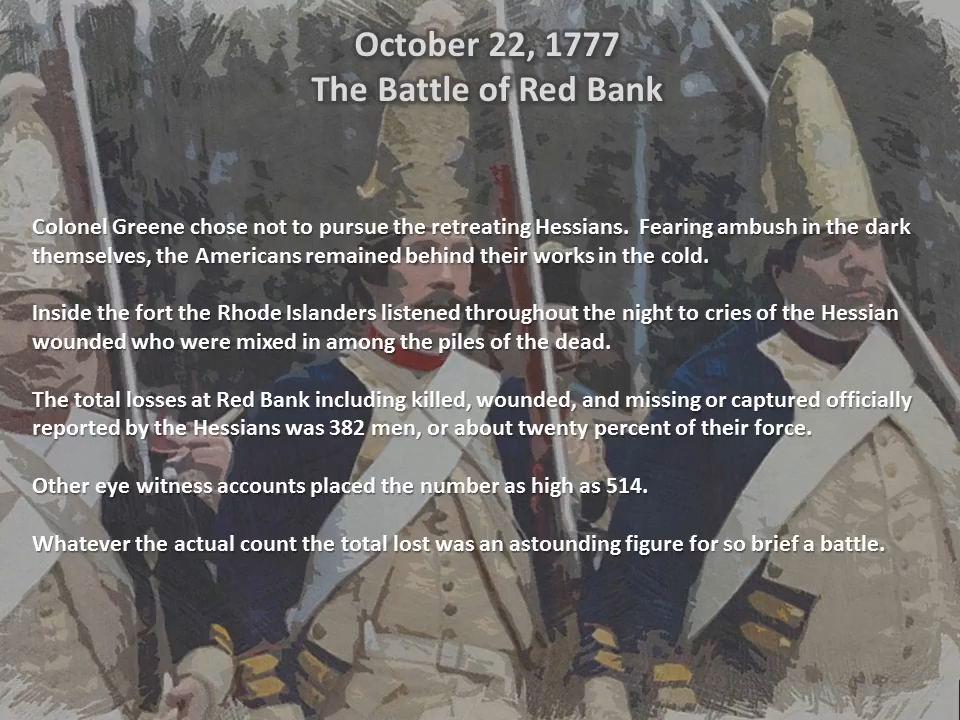 October 22, 1777
The Battle of Red Bank
Colonel Greene chose not to pursue the retreating Hessians.  Fearing ambush in the dark
themselves, the Americans remained behind their works in the cold.
Inside the fort the Rhode Islanders listened throughout the night to cries of the Hessian
wounded who were mixed in among the piles of the dead.
The total losses at Red Bank including killed, wounded, and missing or captured officially
reported by the Hessians was 382 men, or about twenty percent of their force.
Other eye witness accounts placed the number as high as 514.
Whatever the actual count the total lost was an astounding figure for so brief a battle.